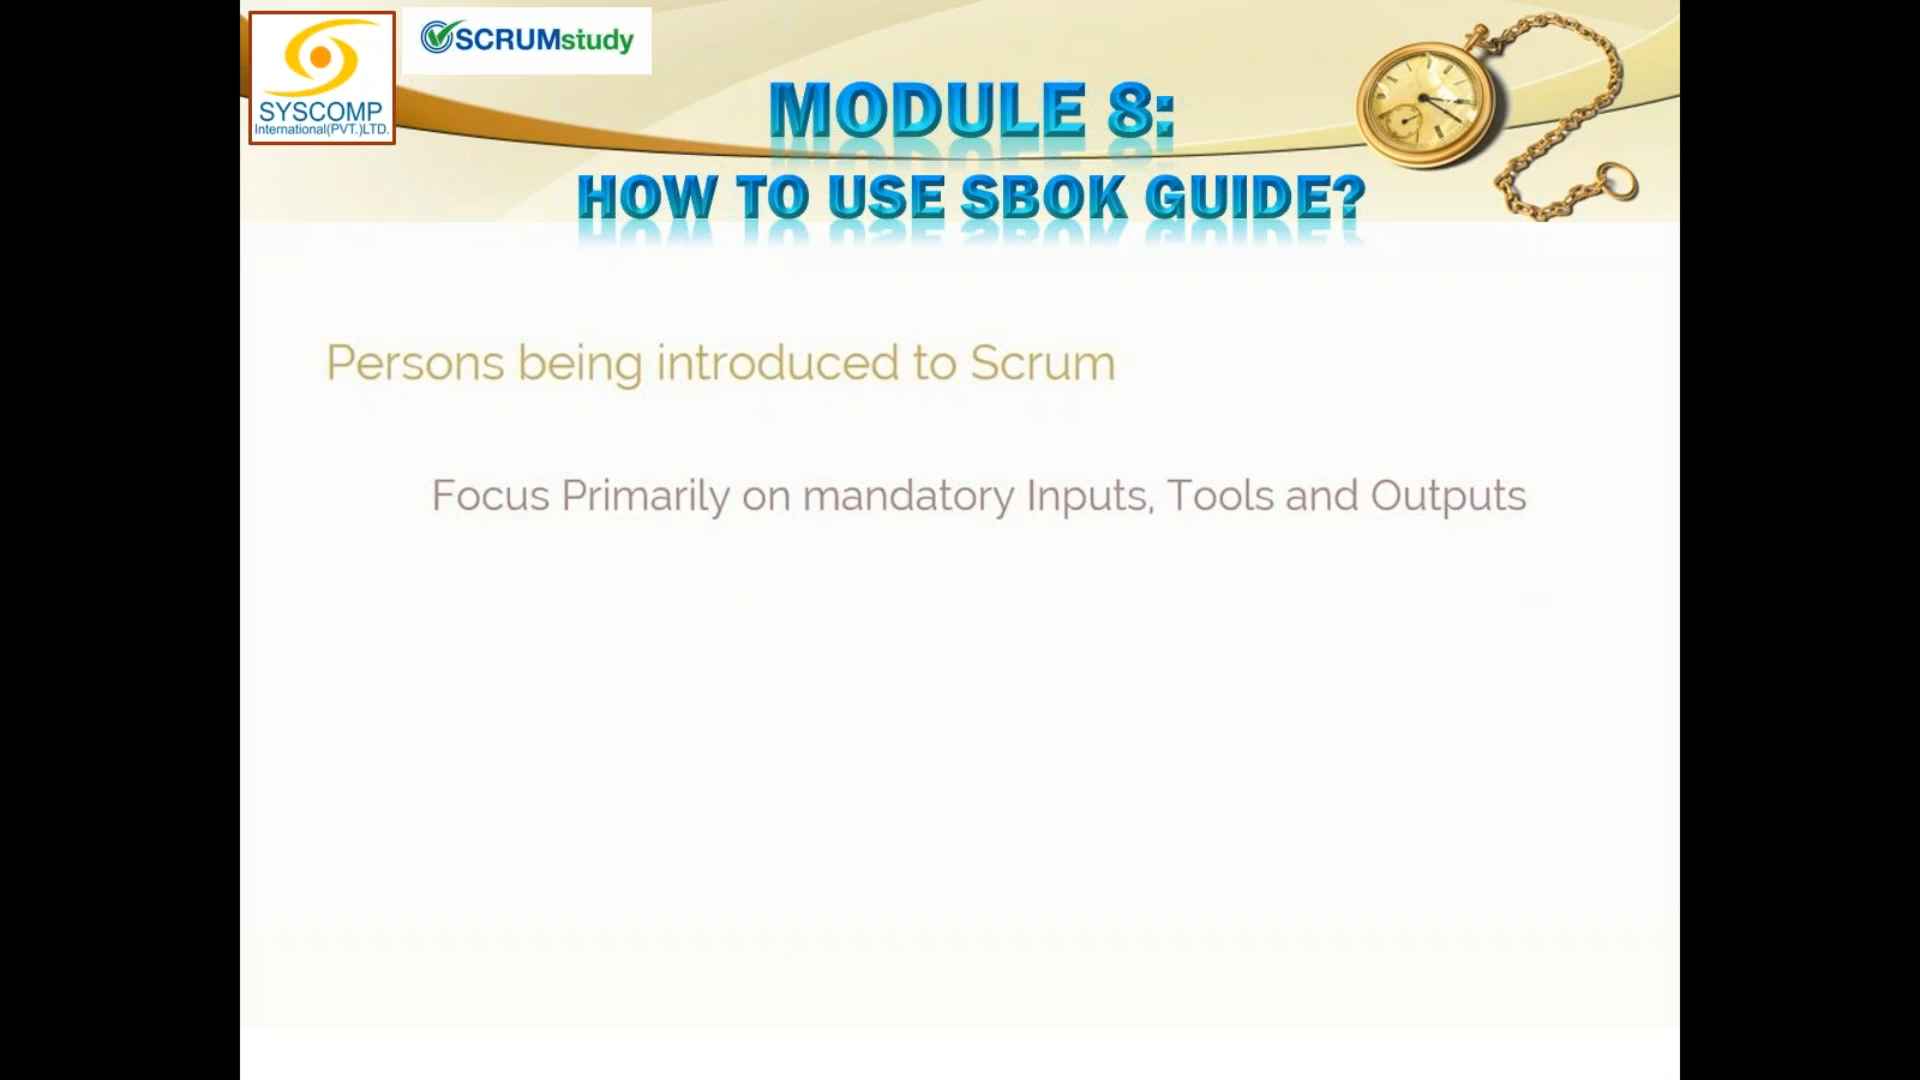 SYSCOMP
International(PVT.)LTD.
SCRUMstudy
MODULE 8:
HOW TO USE SBOK GUIDE?
Persons being introduced to Scrum
Focus Primarily on mandatory Inputs, Tools and Outputs